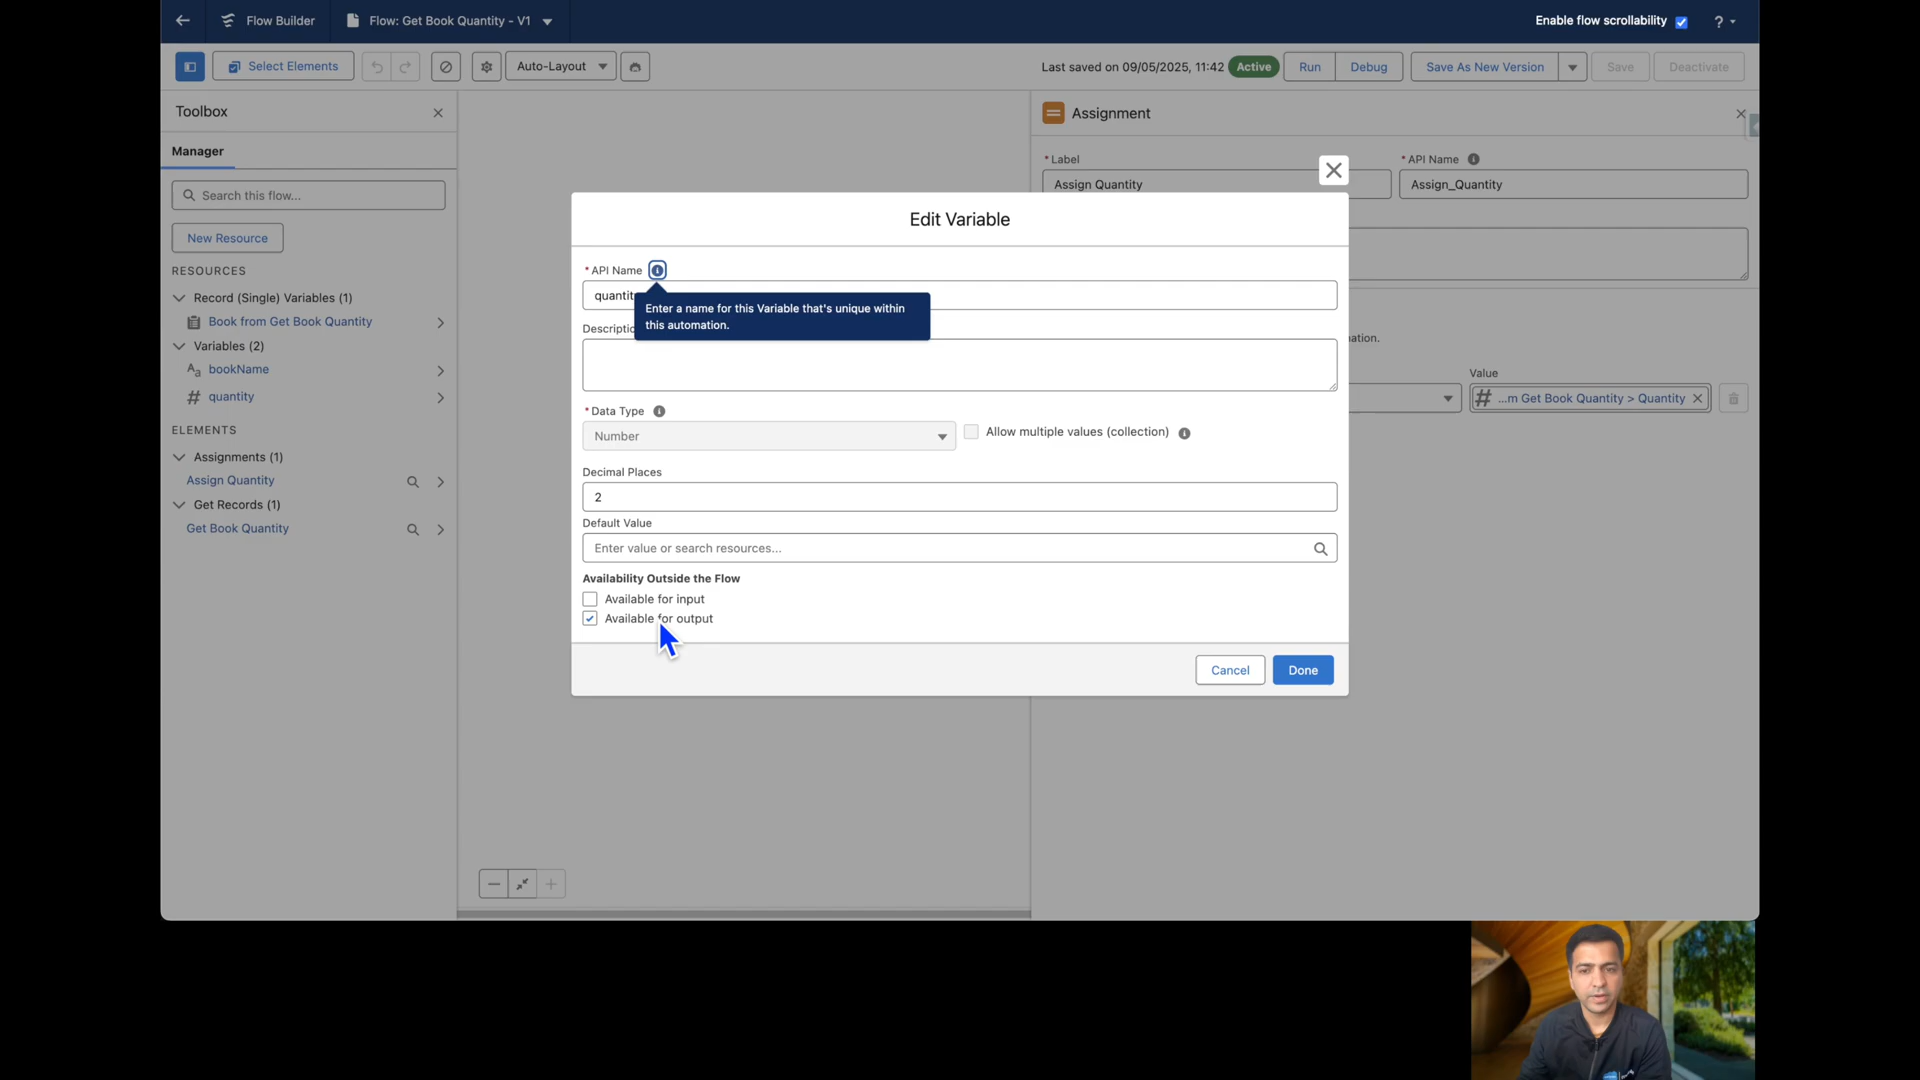 Flow Builder
Flow: Get Book Quantity - V1
Enable flow scrollability
?
Select Elements
Auto-Layout
Last saved on 09/05/2025, 11:42
Active
Run
Debug
Save As New Version
Save
Deactivate
Toolbox
Manager
Search this flow...
New Resource
RESOURCES
Record (Single) Variables (1)
Book from Get Book Quantity
Variables (2)
Aa bookName
# quantity
ELEMENTS
Assignments (1)
Assign Quantity
Get Records (1)
Get Book Quantity
Assignment
* Label
* API Name
Assign Quantity
Assign_Quantity
ation.
Value
# ...m Get Book Quantity > Quantity
Edit Variable
* API Name
quantit
Enter a name for this Variable that's unique within
this automation.
Descriptio
* Data Type
Number
Allow multiple values (collection)
Decimal Places
2
Default Value
Enter value or search resources...
Availability Outside the Flow
Available for input
Available for output
Cancel
Done